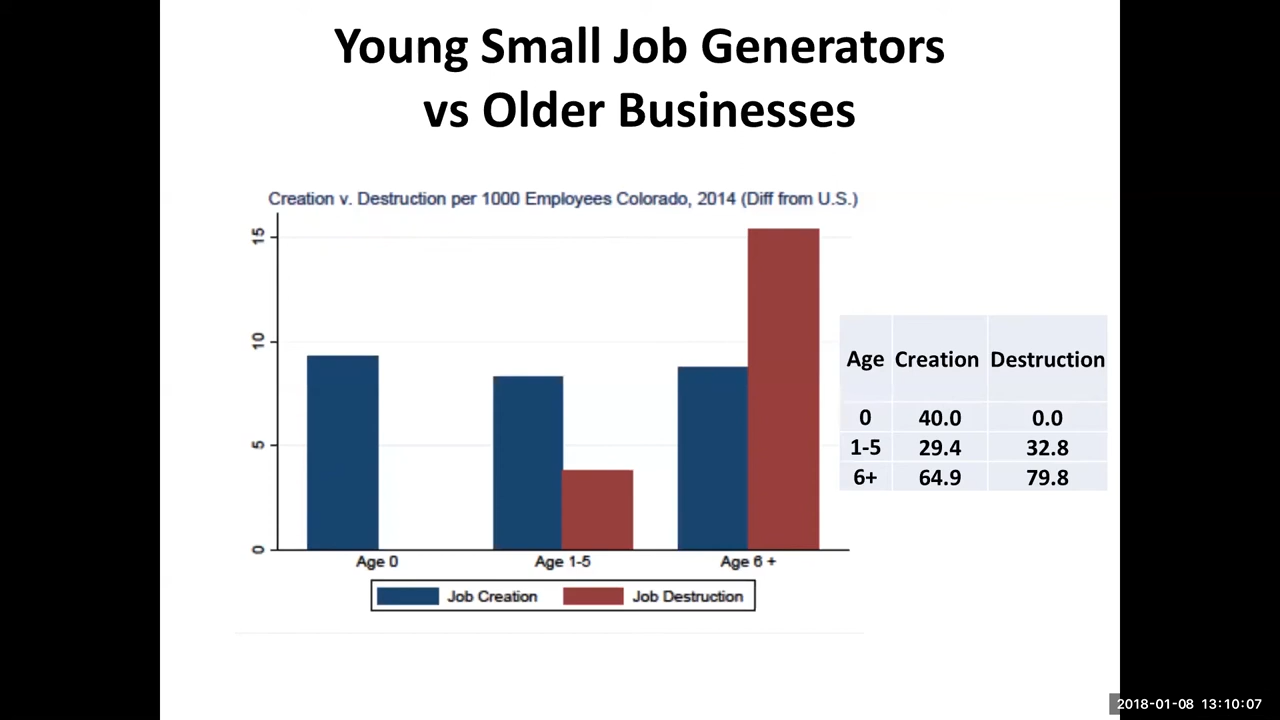 Young Small Job Generators
vs Older Businesses
Creation v. Destruction per 1000 Employees Colorado, 2014 (Diff from U.S.)
15
10
5
0
Age 0
Age 1-5
Age 6 +
Job Creation
Job Destruction
Age Creation Destruction
0 40.0 0.0
1-5 29.4 32.8
6+ 64.9 79.8
2018-01-08 13:10:07